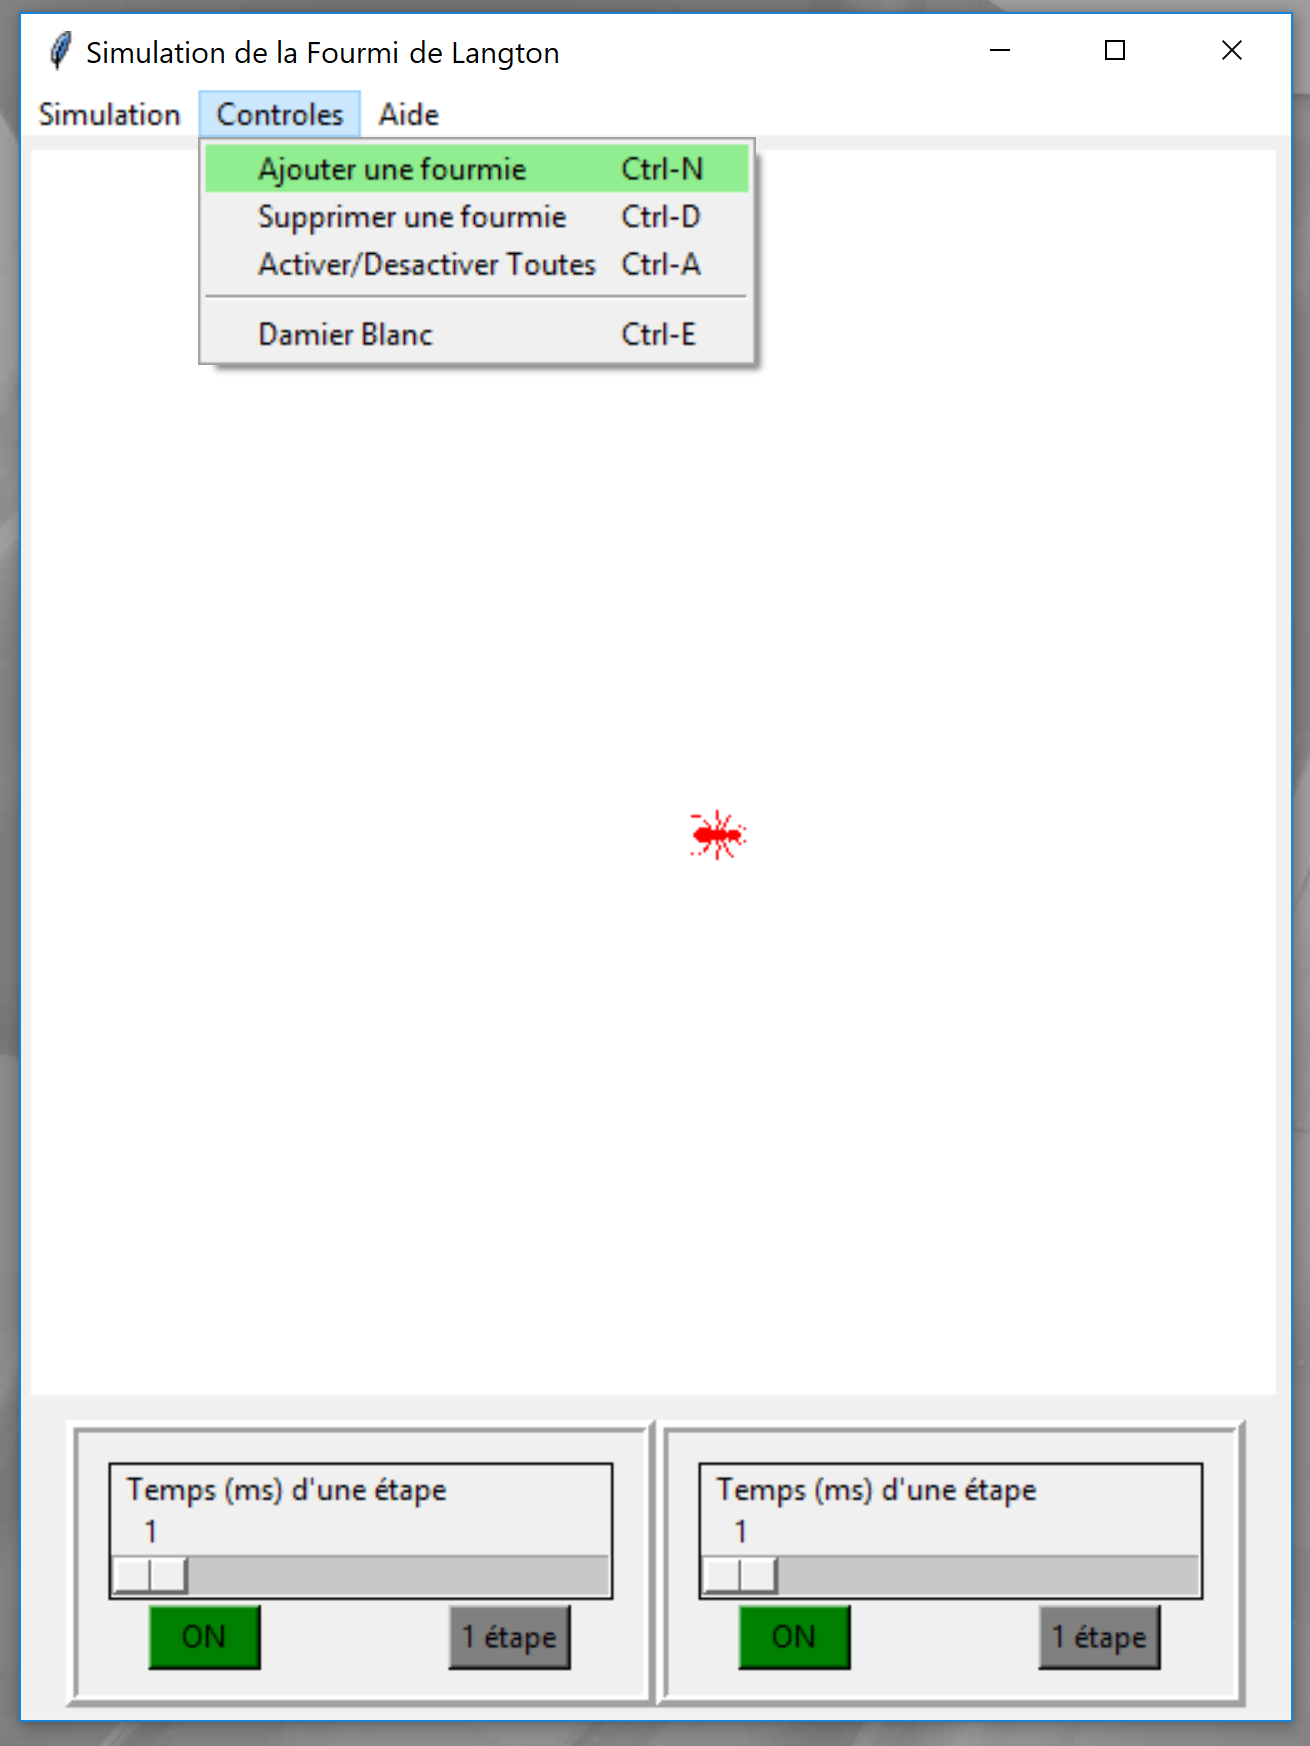 Simulation de la Fourmi de Langton
Simulation Controles Aide
Ajouter une fourmie Ctrl-N
Supprimer une fourmie Ctrl-D
Activer/Desactiver Toutes Ctrl-A
Damier Blanc Ctrl-E
Temps (ms) d'une étape
1
ON 1 étape
Temps (ms) d'une étape
1
ON 1 étape